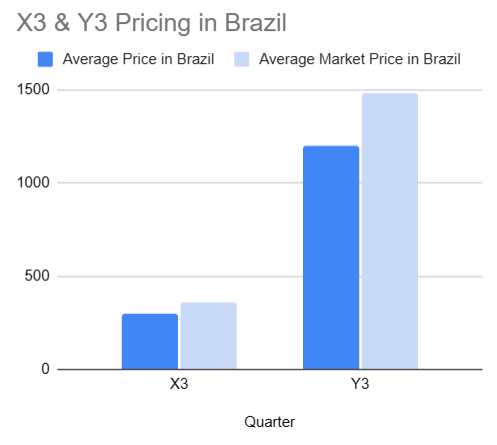 X3 & Y3 Pricing in Brazil
Average Price in Brazil Average Market Price in Brazil
1500
1000
500
0
X3 Y3
Quarter